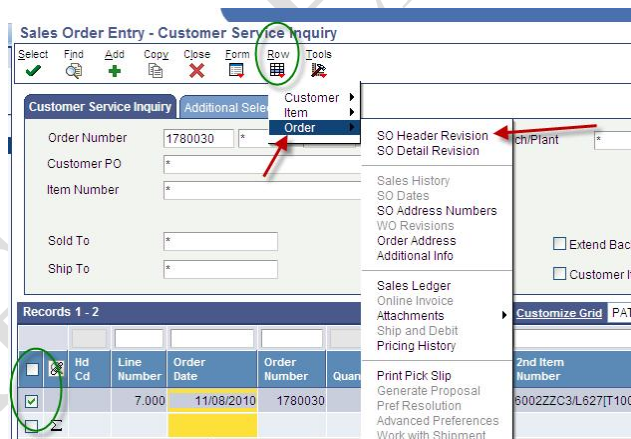 Sales Order Entry - Customer Service Inquiry
Select Find Add Copy Close Form Row Tools
Customer Service Inquiry Additional Sele
Customer
Item
Order
Order Number 1780030 *
SO Header Revision
ch/Plant *
SO Detail Revision
Customer PO *
Item Number *
Sales History
SO Dates
SO Address Numbers
WO Revisions
Sold To *
Order Address
Extend Bac
Additional Info
Ship To *
Customer I
Sales Ledger
Online Invoice
Records 1 - 2
Attachments
Customize Grid PAT
Ship and Debit
Pricing History
Hd Cd
Line Number
Order Date
Order Number
Quan
2nd Item Number
Print Pick Slip
Generate Proposal
7.000 11/08/2010 1780030
Pref Resolution
6002ZZC3/L627[T100
Advanced Preferences
Work with Shipment